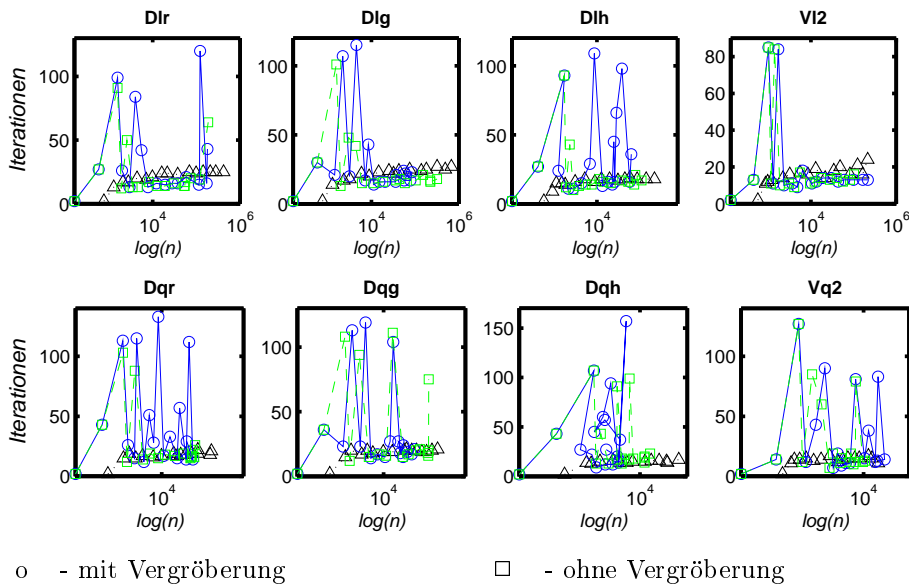 Dlr Dlg Dlh Vl2
Iterationen
100
50
0
10^4 10^6
log(n)
100
50
0
10^4 10^6
log(n)
100
50
0
10^4
log(n)
80
60
40
20
0
10^4 10^6
log(n)
Dqr Dqg Dqh Vq2
Iterationen
100
50
0
10^4
log(n)
100
50
0
10^4
log(n)
150
100
50
0
10^4
log(n)
100
50
0
10^4
log(n)
o - mit Vergröberung □ - ohne Vergröberung